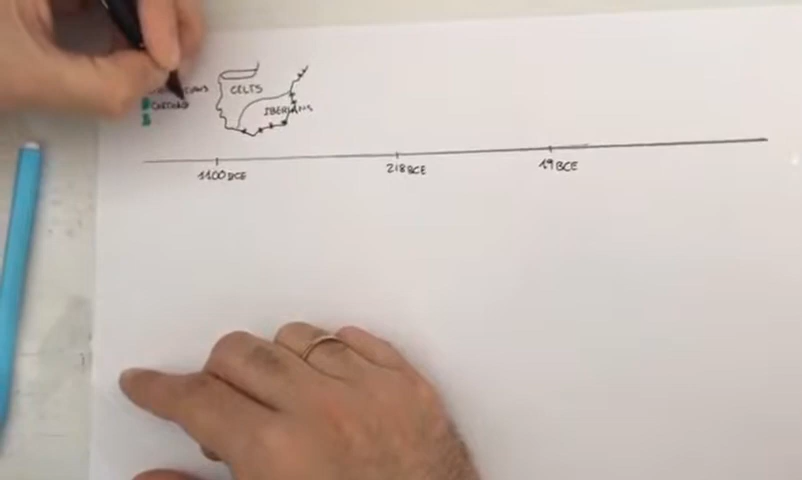 CELTS
IBERIANS
1100 BCE
218 BCE
19 BCE